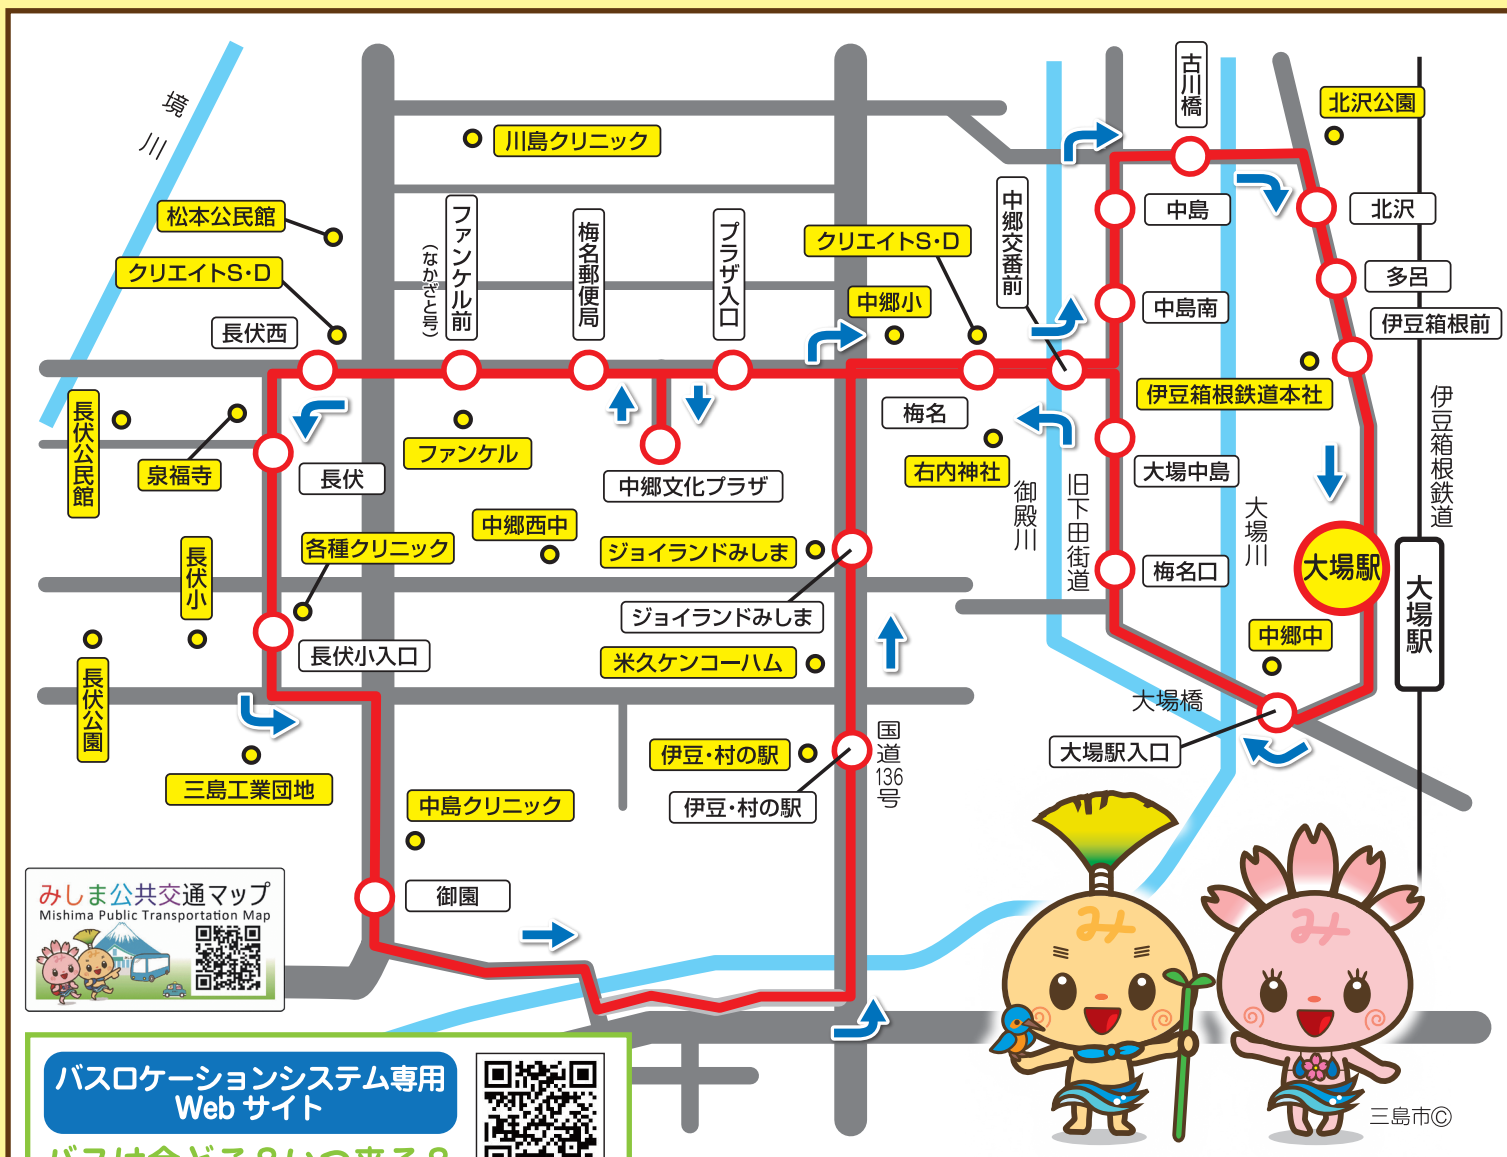 境川
川島クリニック
古川橋
北沢公園
松本公民館
クリエイトS・D
長伏西
ファンケル前
(なかざと号)
梅名郵便局
プラザ入口
クリエイトS・D
中郷小
中郷交番前
中島
中島南
北沢
多呂
伊豆箱根前
伊豆箱根鉄道本社
伊豆箱根鉄道
長伏公民館
泉福寺
長伏
ファンケル
中郷文化プラザ
梅名
右内神社
御殿川
旧下田街道
大場中島
大場川
中郷西中
各種クリニック
長伏小
ジョイランドみしま
ジョイランドみしま
梅名口
大場駅
大場駅
長伏小入口
米久ケンコーハム
中郷中
長伏公園
大場橋
大場駅入口
三島工業団地
伊豆・村の駅
伊豆・村の駅
国道136号
中島クリニック
御園
みしま公共交通マップ
Mishima Public Transportation Map
み
み
バスロケーションシステム専用
Web サイト
バスは今どこ?いつ来る?
三島市©